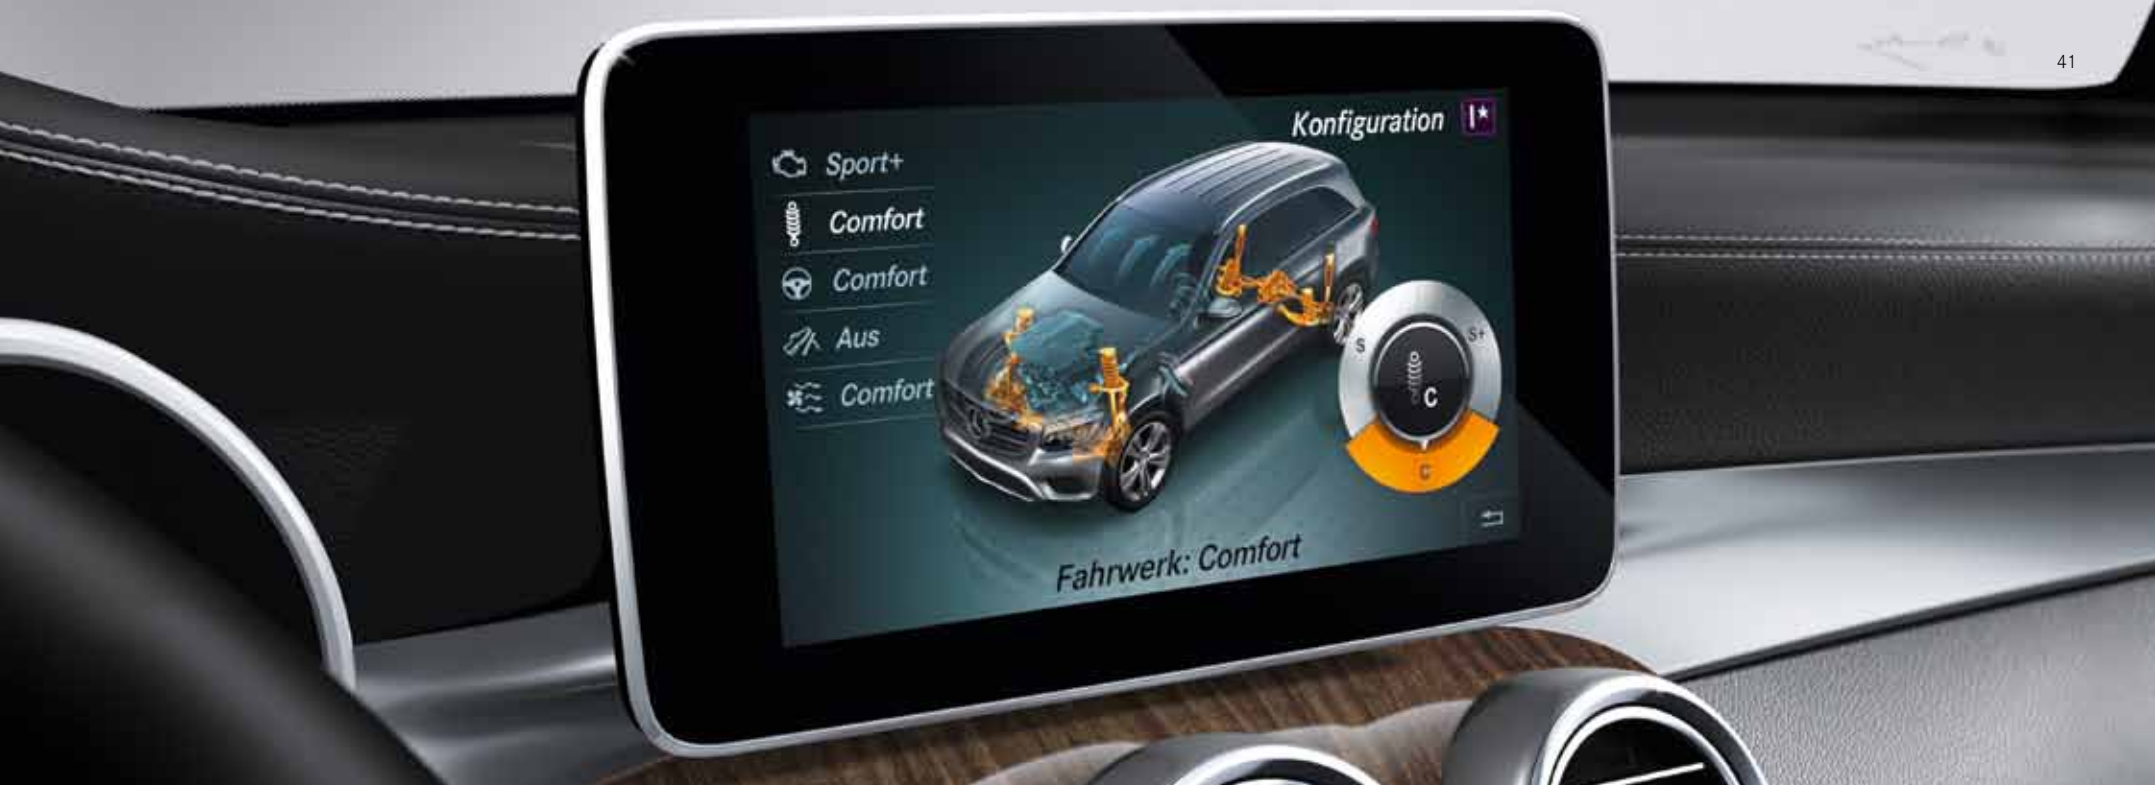 41
Konfiguration I*
Sport+
Comfort
Comfort
Aus
Comfort
S
S+
C
C
Fahrwerk: Comfort